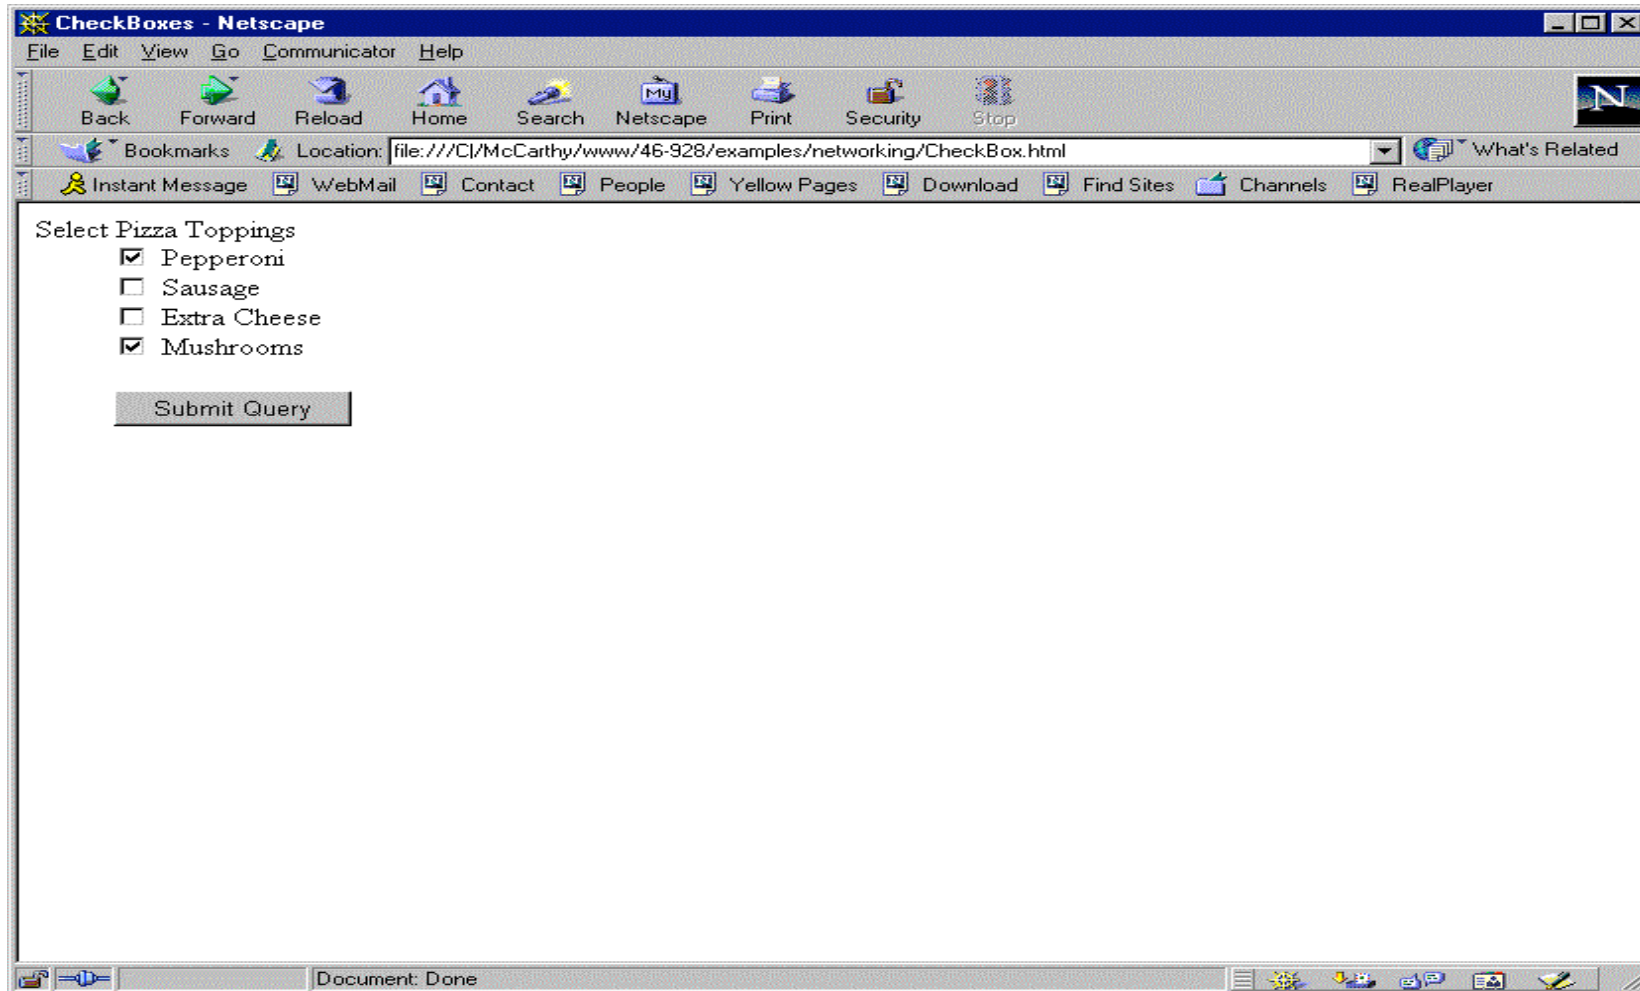 CheckBoxes - Netscape
File Edit View Go Communicator Help
My N
Back Forward Reload Home Search Netscape Print Security Stop
Bookmarks Location: file:///C|/McCarthy/www/46-928/examples/networking/CheckBox.html What's Related
Instant Message WebMail Contact People Yellow Pages Download Find Sites Channels RealPlayer
Select Pizza Toppings
Pepperoni
Sausage
Extra Cheese
Mushrooms
Submit Query
Document: Done